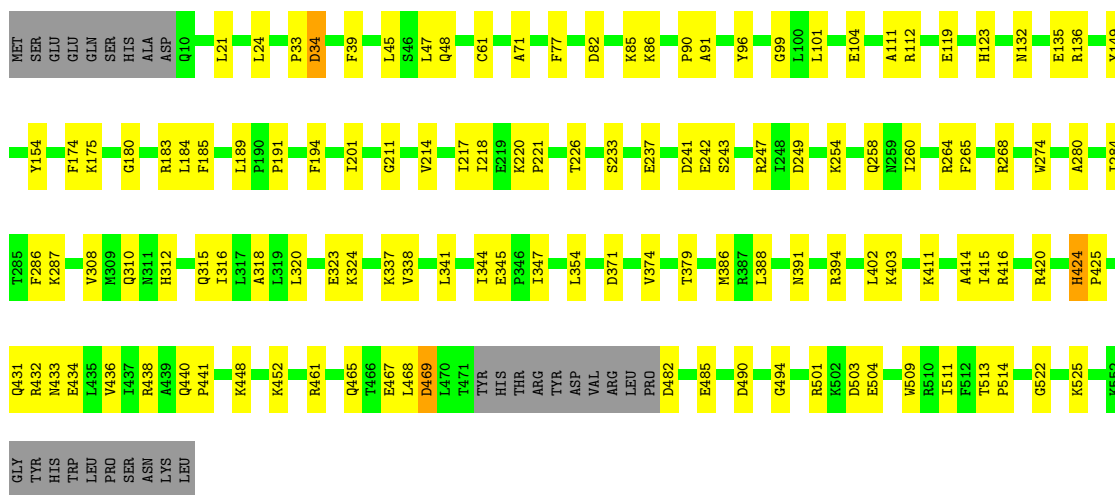 MET SER GLU GLU GLN SER HIS ALA ASP Q10 L21 L24 P33 D34 F39 L45 S46 L47 Q48 C61 A71 F77 D82 K85 K86 P90 A91 Y96 G99 L100 L101 E104 A111 R112 E119 H123 N132 E135 R136 Y149
Y154 F174 K175 G180 R183 L184 F185 L189 P190 P191 F194 I201 G211 V214 I217 I218 E219 K220 P221 T226 S233 E237 D241 E242 S243 R247 I248 D249 K254 Q258 N259 I260 R264 F265 R268 W274 A280 I284
T285 F286 K287 V308 M309 Q310 N311 H312 Q315 I316 L317 A318 L319 L320 E323 K324 K337 V338 L341 I344 E345 P346 I347 L354 D371 V374 T379 M386 R387 L388 N391 R394 L402 K403 K411 A414 I415 R416 R420 H424 P425
Q431 R432 N433 E434 L435 V436 I437 R438 A439 Q440 P441 K448 K452 R461 Q465 T466 E467 L468 D469 L470 T471 TYR HIS THR ARG TYR ASP VAL ARG LEU PRO D482 E485 D490 G494 R501 K502 D503 E504 W509 R510 I511 F512 T513 P514 G522 K525 K552
GLY TYR HIS TRP LEU PRO SER ASN LYS LEU